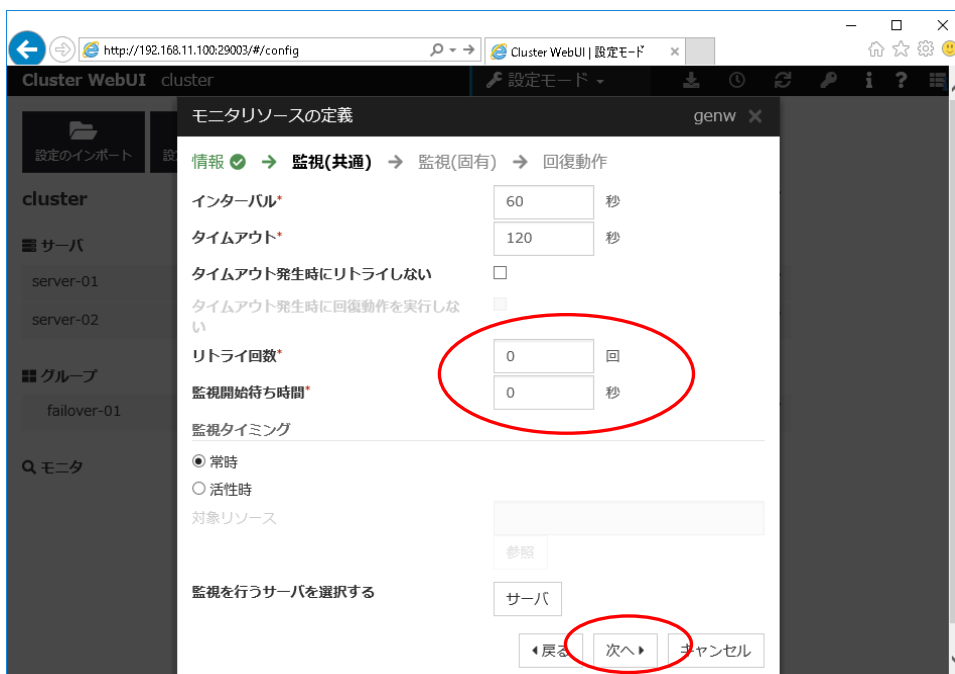 http://192.168.11.100:29003/#/config
Cluster WebUI | 設定モード
Cluster WebUI cluster
設定モード
設定のインポート
設
モニタリソースの定義 genw
情報 → 監視(共通) → 監視(固有) → 回復動作
cluster
インターバル* 60 秒
タイムアウト* 120 秒
サーバ
タイムアウト発生時にリトライしない
server-01
タイムアウト発生時に回復動作を実行しな
い
server-02
リトライ回数* 0 回
グループ
監視開始待ち時間* 0 秒
failover-01
監視タイミング
モニタ
常時
活性時
対象リソース
参照
監視を行うサーバを選択する サーバ
戻る 次へ キャンセル